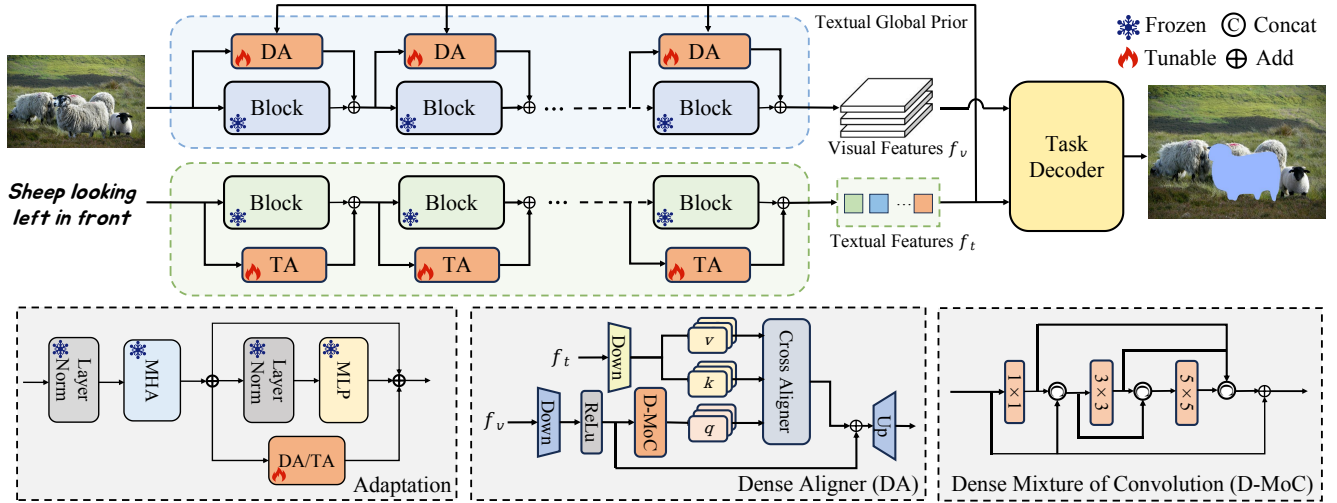 Textual Global Prior
Frozen
C
Concat
Tunable
Add
DA
DA
DA
Block
Block
...
Block
Visual Features f_v
Task
Decoder
Sheep looking
left in front
Block
Block
...
Block
TA
TA
TA
...
Textual Features f_t
Layer
Norm
MHA
Layer
Norm
MLP
DA/TA
Adaptation
f_t
Down
v
k
Cross Aligner
f_v
Down
ReLu
D-MoC
q
Up
Dense Aligner (DA)
1 × 1
3 × 3
5 × 5
C
C
C
Dense Mixture of Convolution (D-MoC)